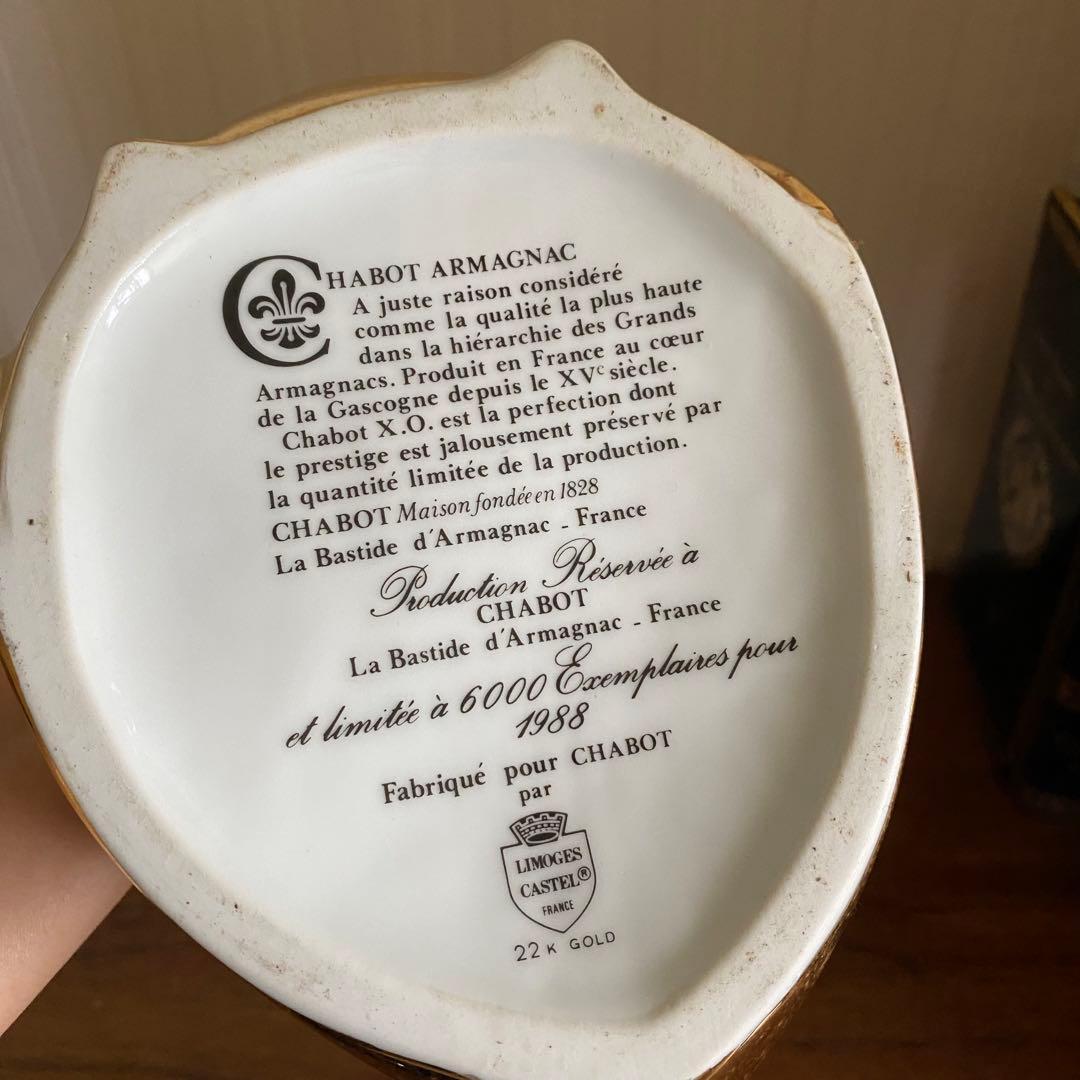 CHABOT ARMAGNAC
A juste raison considéré
comme la qualité la plus haute
dans la hiérarchie des Grands
Armagnacs. Produit en France au cœur
de la Gascogne depuis le XVe siècle.
Chabot X.O. est la perfection dont
le prestige est jalousement préservé par
la quantité limitée de la production.
CHABOT Maison fondée en 1828
La Bastide d'Armagnac - France
Production Réservée à
CHABOT
La Bastide d'Armagnac - France
et limitée à 6000 Exemplaires pour
1988
Fabriqué pour CHABOT
par
LIMOGES
CASTEL®
FRANCE
22 K GOLD